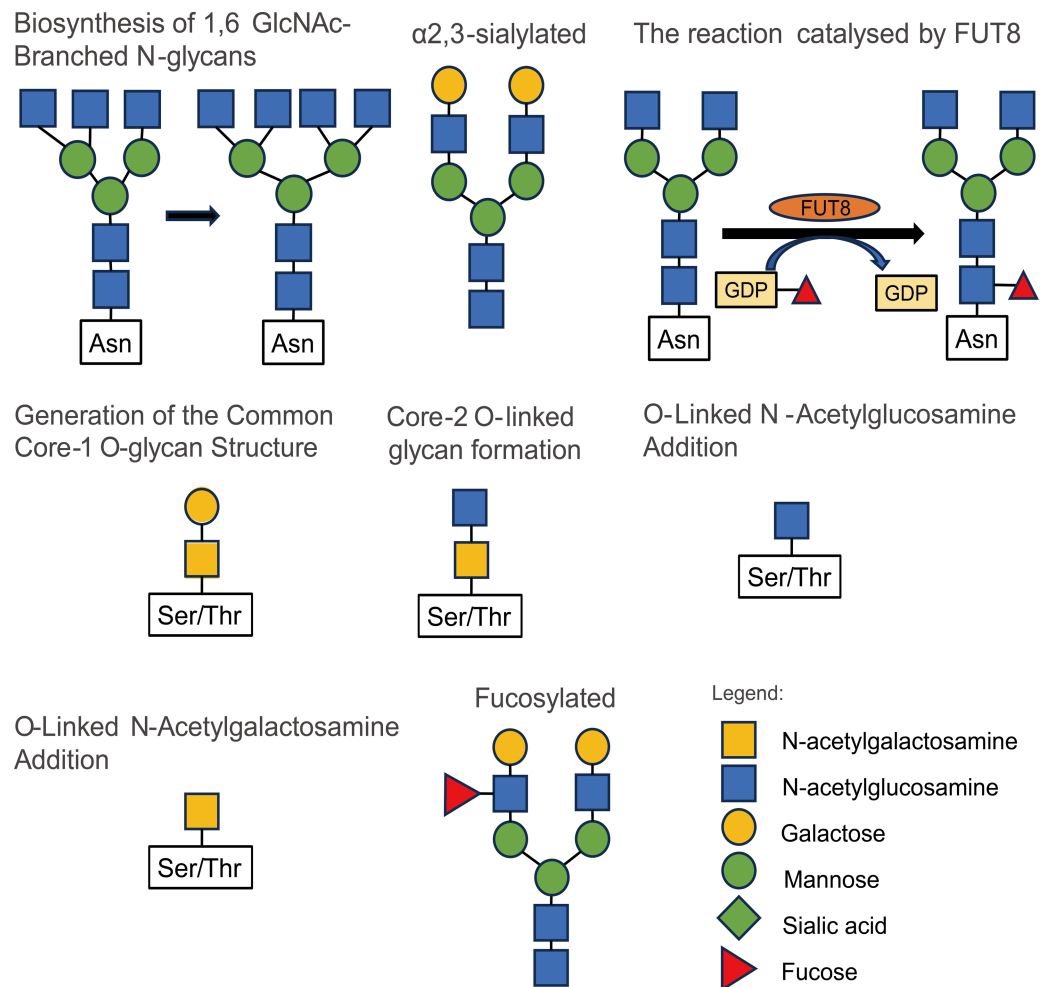 Biosynthesis of 1,6 GlcNAc-
Branched N-glycans
α2,3-sialylated
The reaction catalysed by FUT8
Asn
Asn
FUT8
GDP
GDP
Asn
Asn
Generation of the Common
Core-1 O-glycan Structure
Core-2 O-linked
glycan formation
O-Linked N -Acetylglucosamine
Addition
Ser/Thr
Ser/Thr
Ser/Thr
O-Linked N-Acetylgalactosamine
Addition
Ser/Thr
Fucosylated
Legend:
N-acetylgalactosamine
N-acetylglucosamine
Galactose
Mannose
Sialic acid
Fucose